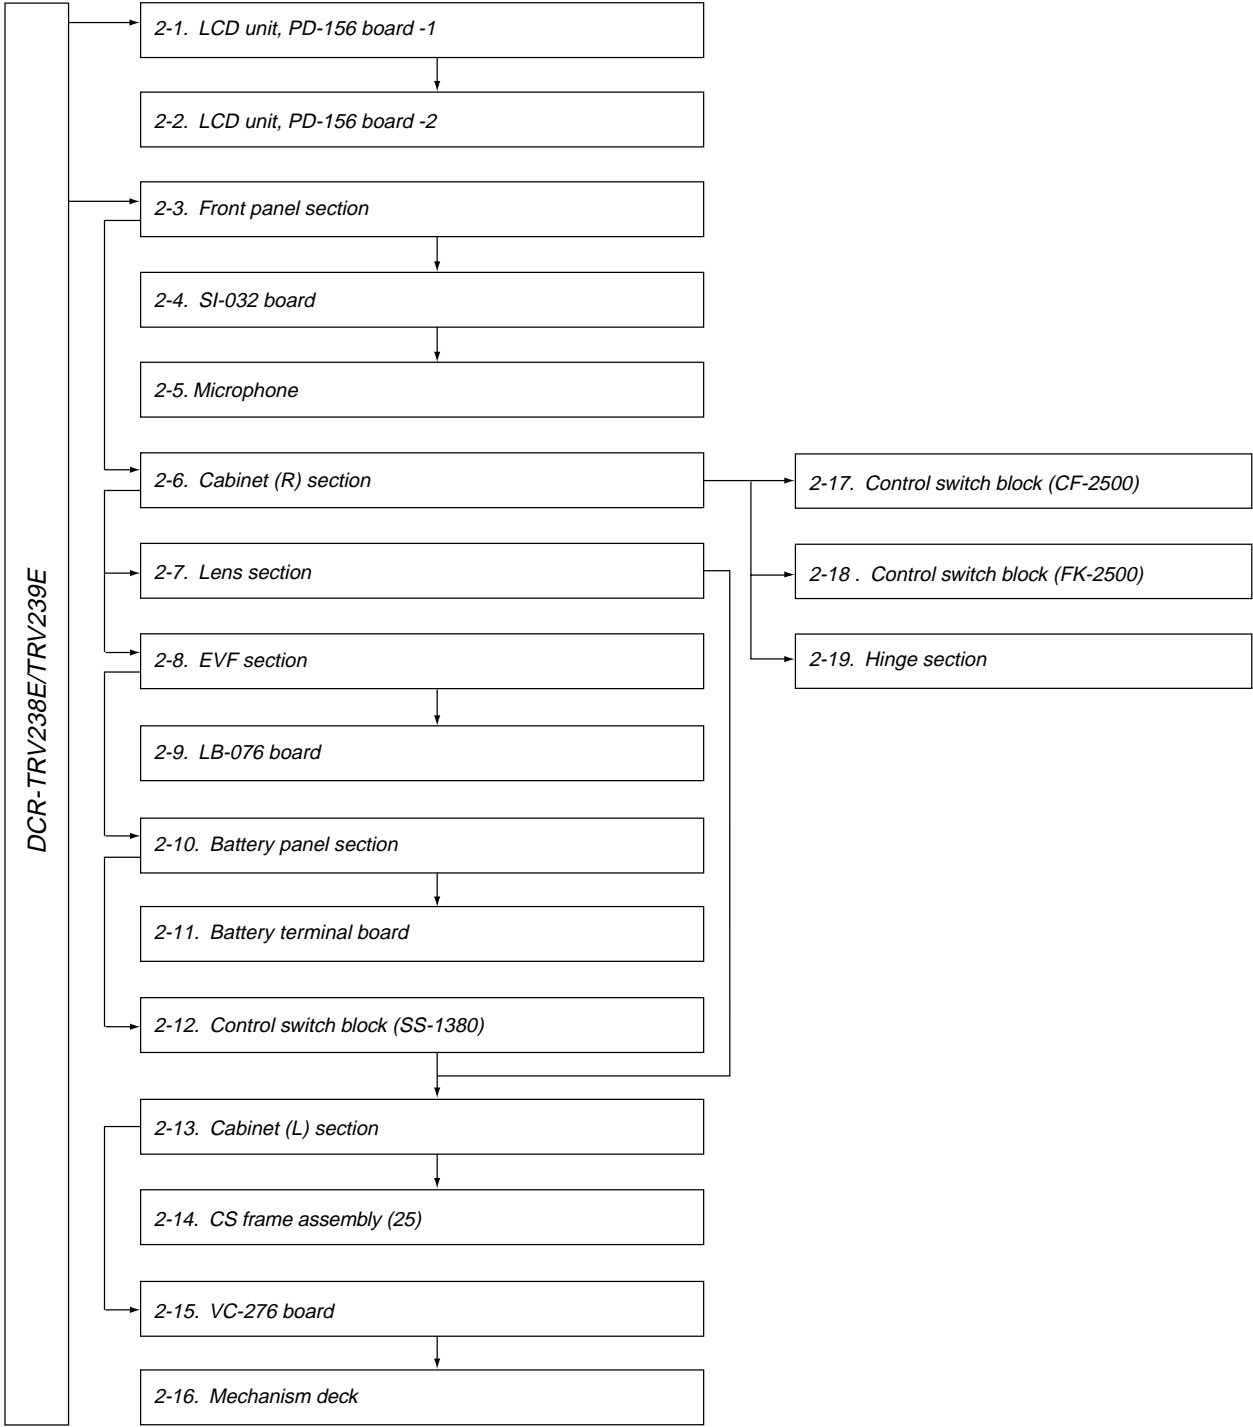 DCR-TRV238E/TRV239E
2-1. LCD unit, PD-156 board -1
2-2. LCD unit, PD-156 board -2
2-3. Front panel section
2-4. SI-032 board
2-5. Microphone
2-6. Cabinet (R) section
2-7. Lens section
2-8. EVF section
2-9. LB-076 board
2-10. Battery panel section
2-11. Battery terminal board
2-12. Control switch block (SS-1380)
2-13. Cabinet (L) section
2-14. CS frame assembly (25)
2-15. VC-276 board
2-16. Mechanism deck
2-17. Control switch block (CF-2500)
2-18 . Control switch block (FK-2500)
2-19. Hinge section